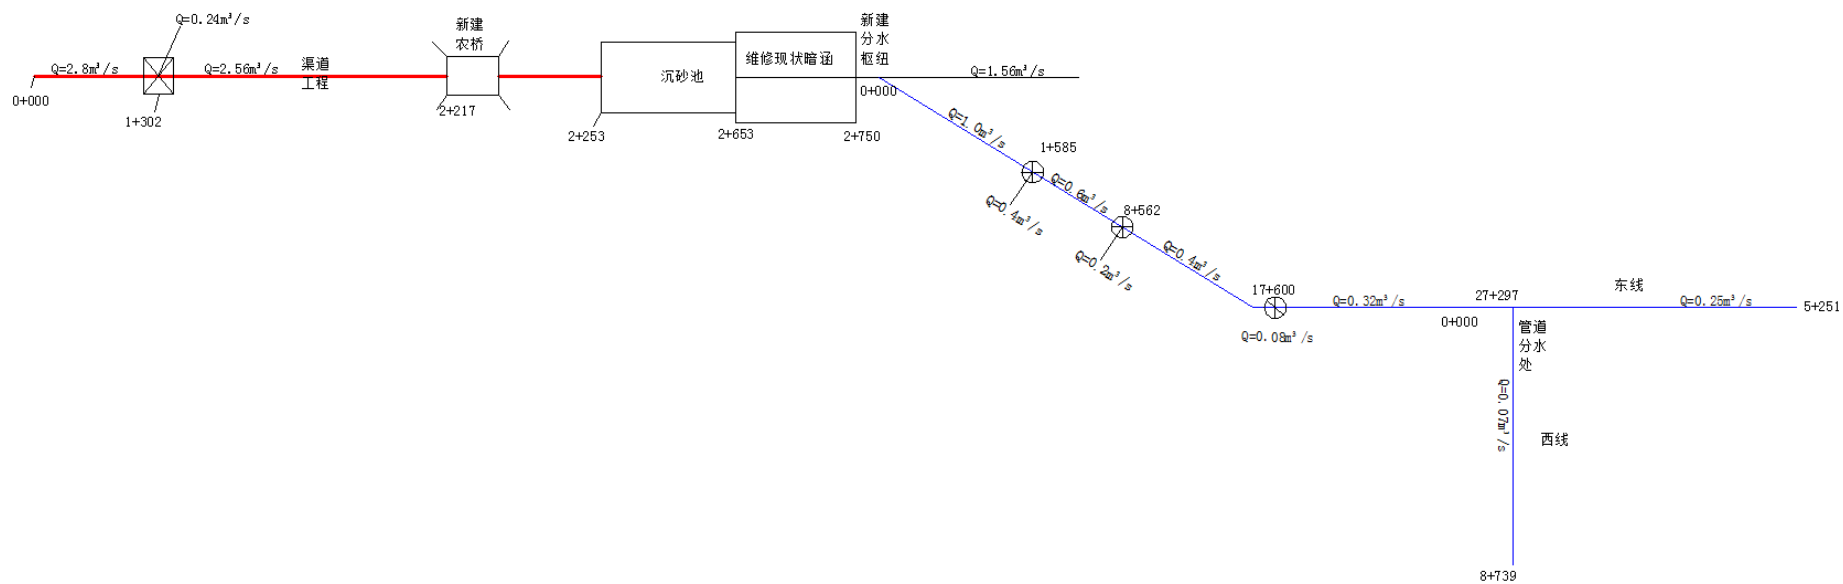 Q=0.24m³/s
Q=2.8m³/s
0+000
1+302
Q=2.56m³/s
渠道
工程
新建
农桥
2+217
2+253
沉砂池
2+653
维修现状暗涵
2+750
新建
分水
枢纽
0+000
Q=1.56m³/s
Q=1.0m³/s
1+585
Q=0.4m³/s
Q=0.6m³/s
8+562
Q=0.2m³/s
Q=0.4m³/s
17+600
Q=0.08m³/s
Q=0.32m³/s
27+297
0+000
管道
分水
处
东线
Q=0.25m³/s
5+251
Q=0.07m³/s
西线
8+739